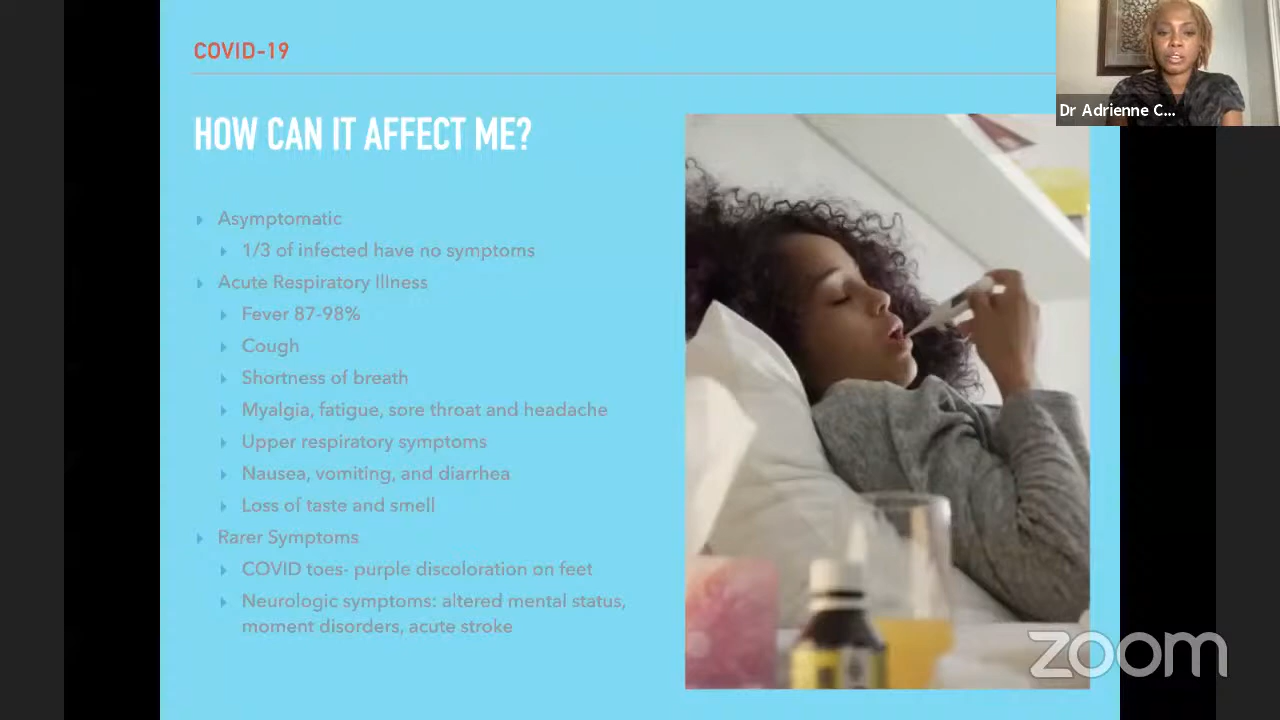 COVID-19
Dr Adrienne C...
HOW CAN IT AFFECT ME?
Asymptomatic
1/3 of infected have no symptoms
Acute Respiratory Illness
Fever 87-98%
Cough
Shortness of breath
Myalgia, fatigue, sore throat and headache
Upper respiratory symptoms
Nausea, vomiting, and diarrhea
Loss of taste and smell
Rarer Symptoms
COVID toes- purple discoloration on feet
Neurologic symptoms: altered mental status,
moment disorders, acute stroke
zoom